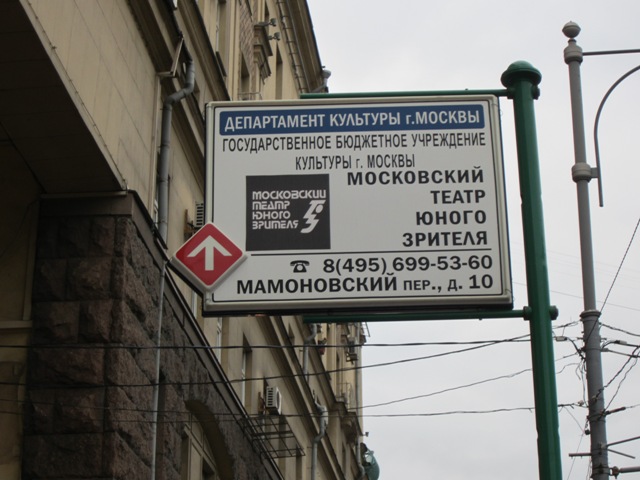 ДЕПАРТАМЕНТ КУЛЬТУРЫ г.МОСКВЫ
ГОСУДАРСТВЕННОЕ БЮДЖЕТНОЕ УЧРЕЖДЕНИЕ
КУЛЬТУРЫ г. МОСКВЫ
МОСКОВСКИЙ
ТЕАТР
ЮНОГО
ЗРИТЕЛЯ
МОСКОВСКИЙ
ТЕАТР
ЮНОГО
ЗРИТЕЛЯ
☎ 8(495) 699-53-60
МАМОНОВСКИЙ ПЕР., Д. 10